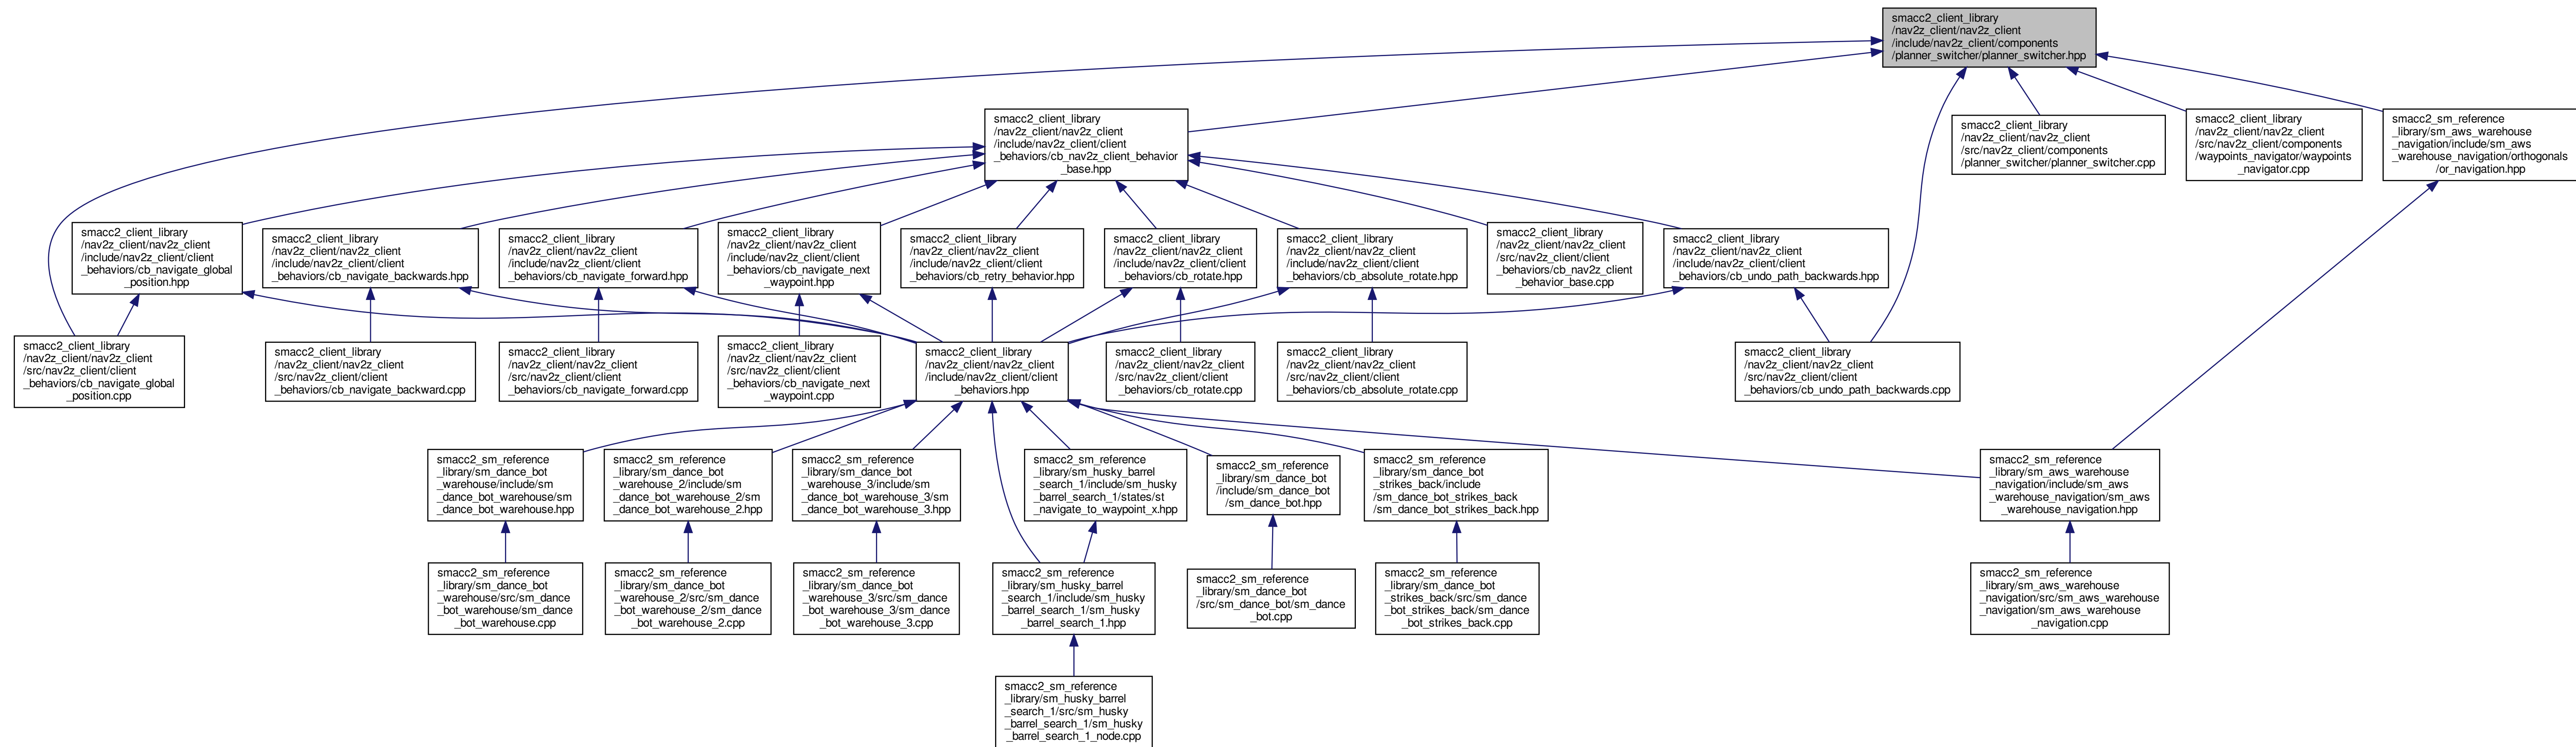 smacc2_client_library
/nav2z_client/nav2z_client
/include/nav2z_client/components
/planner_switcher/planner_switcher.hpp
smacc2_client_library
/nav2z_client/nav2z_client
/include/nav2z_client/client
_behaviors/cb_nav2z_client_behavior
_base.hpp
smacc2_client_library
/nav2z_client/nav2z_client
/src/nav2z_client/components
/planner_switcher/planner_switcher.cpp
smacc2_client_library
/nav2z_client/nav2z_client
/src/nav2z_client/components
/waypoints_navigator/waypoints
_navigator.cpp
smacc2_sm_reference
_library/sm_aws_warehouse
_navigation/include/sm_aws
_warehouse_navigation/orthogonals
/or_navigation.hpp
smacc2_client_library
/nav2z_client/nav2z_client
/include/nav2z_client/client
_behaviors/cb_navigate_global
_position.hpp
smacc2_client_library
/nav2z_client/nav2z_client
/include/nav2z_client/client
_behaviors/cb_navigate_backwards.hpp
smacc2_client_library
/nav2z_client/nav2z_client
/include/nav2z_client/client
_behaviors/cb_navigate_forward.hpp
smacc2_client_library
/nav2z_client/nav2z_client
/include/nav2z_client/client
_behaviors/cb_navigate_next
_waypoint.hpp
smacc2_client_library
/nav2z_client/nav2z_client
/include/nav2z_client/client
_behaviors/cb_retry_behavior.hpp
smacc2_client_library
/nav2z_client/nav2z_client
/include/nav2z_client/client
_behaviors/cb_rotate.hpp
smacc2_client_library
/nav2z_client/nav2z_client
/include/nav2z_client/client
_behaviors/cb_absolute_rotate.hpp
smacc2_client_library
/nav2z_client/nav2z_client
/src/nav2z_client/client
_behaviors/cb_nav2z_client
_behavior_base.cpp
smacc2_client_library
/nav2z_client/nav2z_client
/include/nav2z_client/client
_behaviors/cb_undo_path_backwards.hpp
smacc2_client_library
/nav2z_client/nav2z_client
/src/nav2z_client/client
_behaviors/cb_navigate_global
_position.cpp
smacc2_client_library
/nav2z_client/nav2z_client
/src/nav2z_client/client
_behaviors/cb_navigate_backward.cpp
smacc2_client_library
/nav2z_client/nav2z_client
/src/nav2z_client/client
_behaviors/cb_navigate_forward.cpp
smacc2_client_library
/nav2z_client/nav2z_client
/src/nav2z_client/client
_behaviors/cb_navigate_next
_waypoint.cpp
smacc2_client_library
/nav2z_client/nav2z_client
/include/nav2z_client/client
_behaviors.hpp
smacc2_client_library
/nav2z_client/nav2z_client
/src/nav2z_client/client
_behaviors/cb_rotate.cpp
smacc2_client_library
/nav2z_client/nav2z_client
/src/nav2z_client/client
_behaviors/cb_absolute_rotate.cpp
smacc2_client_library
/nav2z_client/nav2z_client
/src/nav2z_client/client
_behaviors/cb_undo_path_backwards.cpp
smacc2_sm_reference
_library/sm_dance_bot
_warehouse/include/sm
_dance_bot_warehouse/sm
_dance_bot_warehouse.hpp
smacc2_sm_reference
_library/sm_dance_bot
_warehouse_2/include/sm
_dance_bot_warehouse_2/sm
_dance_bot_warehouse_2.hpp
smacc2_sm_reference
_library/sm_dance_bot
_warehouse_3/include/sm
_dance_bot_warehouse_3/sm
_dance_bot_warehouse_3.hpp
smacc2_sm_reference
_library/sm_husky_barrel
_search_1/include/sm_husky
_barrel_search_1/states/st
_navigate_to_waypoint_x.hpp
smacc2_sm_reference
_library/sm_dance_bot
/include/sm_dance_bot
/sm_dance_bot.hpp
smacc2_sm_reference
_library/sm_dance_bot
_strikes_back/include
/sm_dance_bot_strikes_back
/sm_dance_bot_strikes_back.hpp
smacc2_sm_reference
_library/sm_aws_warehouse
_navigation/include/sm_aws
_warehouse_navigation/sm_aws
_warehouse_navigation.hpp
smacc2_sm_reference
_library/sm_dance_bot
_warehouse/src/sm_dance
_bot_warehouse/sm_dance
_bot_warehouse.cpp
smacc2_sm_reference
_library/sm_dance_bot
_warehouse_2/src/sm_dance
_bot_warehouse_2/sm_dance
_bot_warehouse_2.cpp
smacc2_sm_reference
_library/sm_dance_bot
_warehouse_3/src/sm_dance
_bot_warehouse_3/sm_dance
_bot_warehouse_3.cpp
smacc2_sm_reference
_library/sm_husky_barrel
_search_1/include/sm_husky
_barrel_search_1/sm_husky
_barrel_search_1.hpp
smacc2_sm_reference
_library/sm_dance_bot
/src/sm_dance_bot/sm_dance
_bot.cpp
smacc2_sm_reference
_library/sm_dance_bot
_strikes_back/src/sm_dance
_bot_strikes_back/sm_dance
_bot_strikes_back.cpp
smacc2_sm_reference
_library/sm_aws_warehouse
_navigation/src/sm_aws_warehouse
_navigation/sm_aws_warehouse
_navigation.cpp
smacc2_sm_reference
_library/sm_husky_barrel
_search_1/src/sm_husky
_barrel_search_1/sm_husky
_barrel_search_1_node.cpp